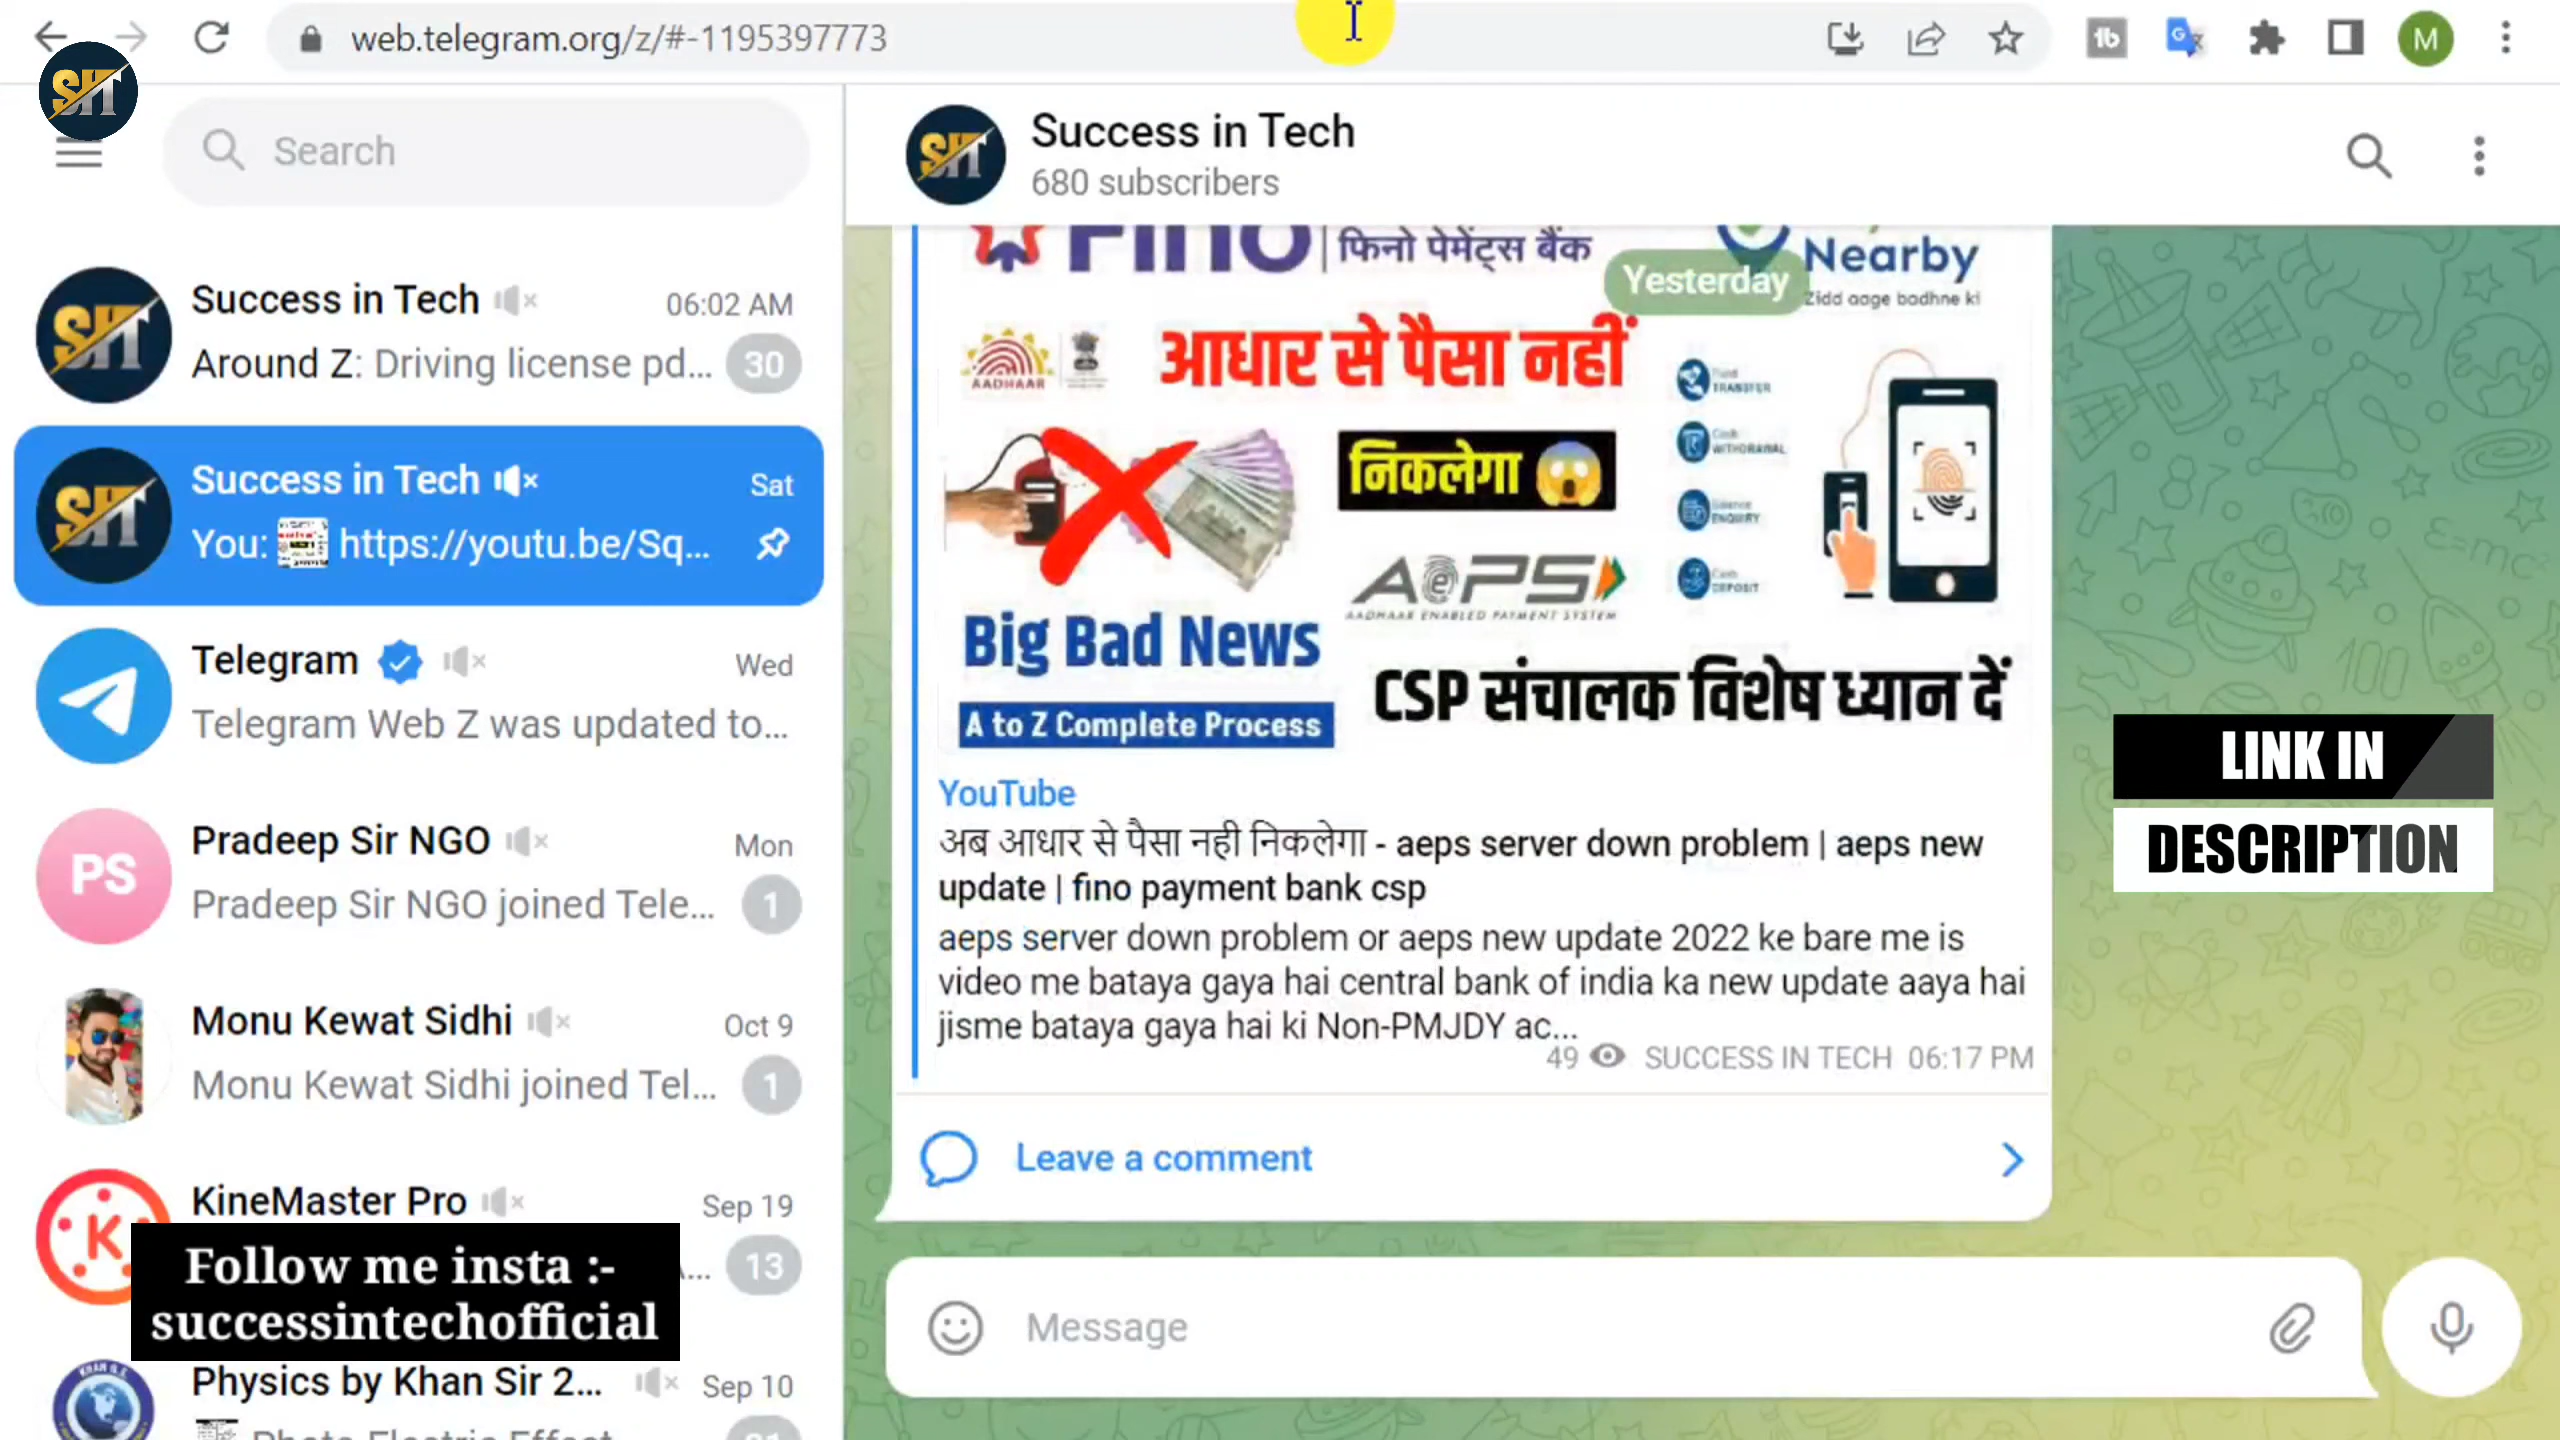 web.telegram.org/z/#-1195397773
M
SIT
Search
Success in Tech
680 subscribers
Success in Tech
06:02 AM
Around Z: Driving license pd...
30
Success in Tech
Sat
You: https://youtu.be/Sq...
Telegram
Wed
Telegram Web Z was updated to...
PS
Pradeep Sir NGO
Mon
Pradeep Sir NGO joined Tele...
1
Monu Kewat Sidhi
Oct 9
Monu Kewat Sidhi joined Tel...
1
K
KineMaster Pro
Sep 19
13
Follow me insta :-
successintechofficial
Physics by Khan Sir 2...
Sep 10
Fino
फिनो पेमेंट्स बैंक
Nearby
Zidd aage badhne ki
Yesterday
AADHAAR
आधार से पैसा नहीं
TRANSFER
WITHDRAWAL
ENQUIRY
DEPOSIT
निकलेगा
AePS
AADHAAR ENABLED PAYMENT SYSTEM
Big Bad News
A to Z Complete Process
CSP संचालक विशेष ध्यान दें
YouTube
अब आधार से पैसा नही निकलेगा - aeps server down problem | aeps new
update | fino payment bank csp
aeps server down problem or aeps new update 2022 ke bare me is
video me bataya gaya hai central bank of india ka new update aaya hai
jisme bataya gaya hai ki Non-PMJDY ac...
49 SUCCESS IN TECH 06:17 PM
Leave a comment
Message
LINK IN
DESCRIPTION